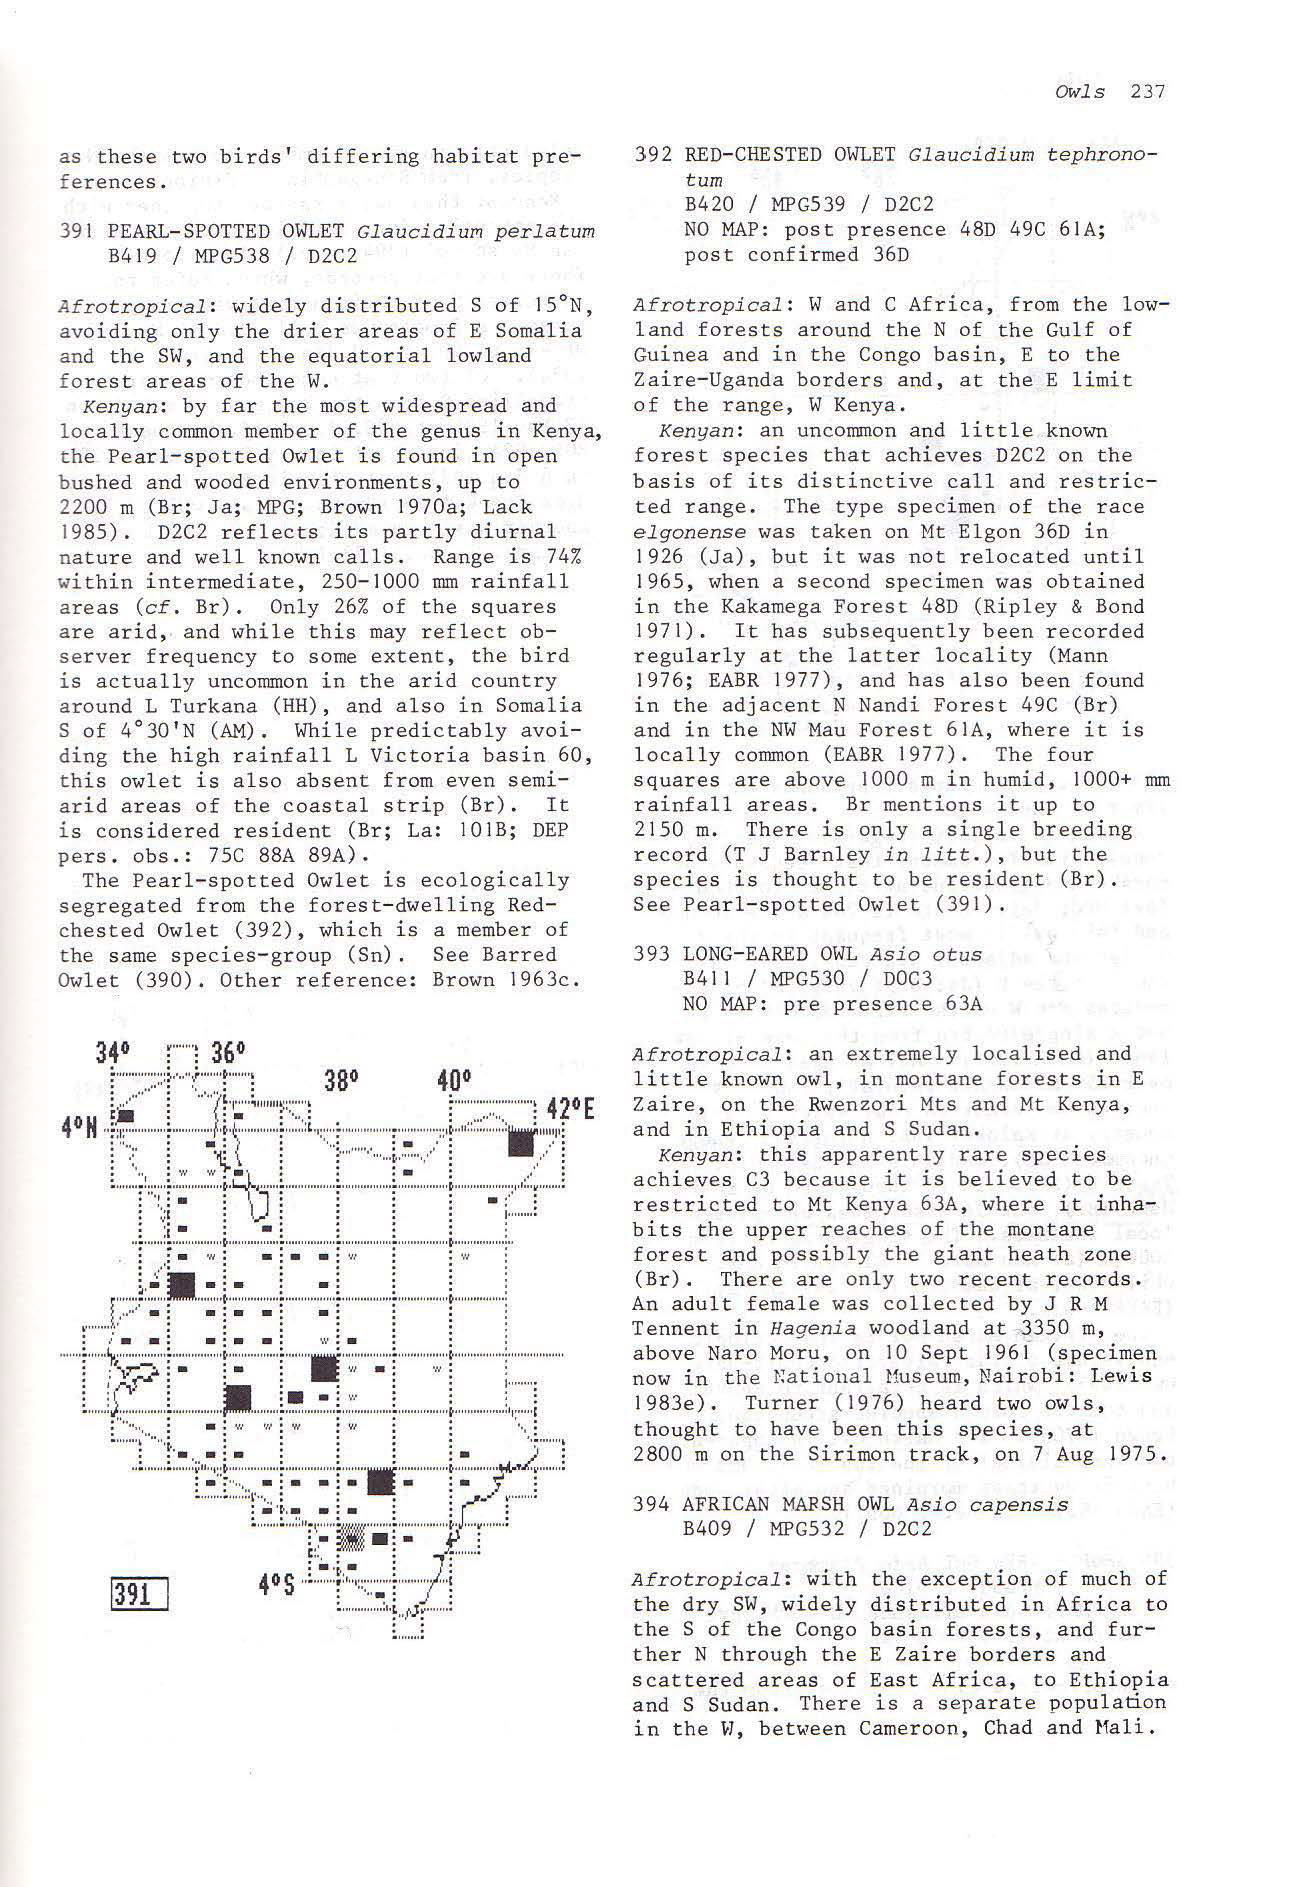 Owls 237
as these two birds' differing habitat pre-
ferences.
391 PEARL-SPOTTED OWLET Glaucidium perlatum
B419 / MPG538 / D2C2
Afrotropical: widely distributed S of 15°N,
avoiding only the drier areas of E Somalia
and the SW, and the equatorial lowland
forest areas of the W.
Kenyan: by far the most widespread and
locally common member of the genus in Kenya,
the Pearl-spotted Owlet is found in open
bushed and wooded environments, up to
2200 m (Br; Ja; MPG; Brown 1970a; Lack
1985). D2C2 reflects its partly diurnal
nature and well known calls. Range is 74%
within intermediate, 250-1000 mm rainfall
areas (cf. Br). Only 26% of the squares
are arid, and while this may reflect ob-
server frequency to some extent, the bird
is actually uncommon in the arid country
around L Turkana (HH), and also in Somalia
S of 4°30'N (AM). While predictably avoi-
ding the high rainfall L Victoria basin 60,
this owlet is also absent from even semi-
arid areas of the coastal strip (Br). It
is considered resident (Br; La: 101B; DEP
pers. obs.: 75C 88A 89A).
The Pearl-spotted Owlet is ecologically
segregated from the forest-dwelling Red-
chested Owlet (392), which is a member of
the same species-group (Sn). See Barred
Owlet (390). Other reference: Brown 1963c.
34° 36°
38° 40°
42°E
4°N
4°S
391
392 RED-CHESTED OWLET Glaucidium tephrono-
tum
B420 / MPG539 / D2C2
NO MAP: post presence 48D 49C 61A;
post confirmed 36D
Afrotropical: W and C Africa, from the low-
land forests around the N of the Gulf of
Guinea and in the Congo basin, E to the
Zaire-Uganda borders and, at the E limit
of the range, W Kenya.
Kenyan: an uncommon and little known
forest species that achieves D2C2 on the
basis of its distinctive call and restric-
ted range. The type specimen of the race
elgonense was taken on Mt Elgon 36D in
1926 (Ja), but it was not relocated until
1965, when a second specimen was obtained
in the Kakamega Forest 48D (Ripley & Bond
1971). It has subsequently been recorded
regularly at the latter locality (Mann
1976; EABR 1977), and has also been found
in the adjacent N Nandi Forest 49C (Br)
and in the NW Mau Forest 61A, where it is
locally common (EABR 1977). The four
squares are above 1000 m in humid, 1000+ mm
rainfall areas. Br mentions it up to
2150 m. There is only a single breeding
record (T J Barnley in litt.), but the
species is thought to be resident (Br).
See Pearl-spotted Owlet (391).
393 LONG-EARED OWL Asio otus
B411 / MPG530 / D0C3
NO MAP: pre presence 63A
Afrotropical: an extremely localised and
little known owl, in montane forests in E
Zaire, on the Rwenzori Mts and Mt Kenya,
and in Ethiopia and S Sudan.
Kenyan: this apparently rare species
achieves C3 because it is believed to be
restricted to Mt Kenya 63A, where it inha-
bits the upper reaches of the montane
forest and possibly the giant heath zone
(Br). There are only two recent records.
An adult female was collected by J R M
Tennent in Hagenia woodland at 3350 m,
above Naro Moru, on 10 Sept 1961 (specimen
now in the National Museum, Nairobi: Lewis
1983e). Turner (1976) heard two owls,
thought to have been this species, at
2800 m on the Sirimon track, on 7 Aug 1975.
394 AFRICAN MARSH OWL Asio capensis
B409 / MPG532 / D2C2
Afrotropical: with the exception of much of
the dry SW, widely distributed in Africa to
the S of the Congo basin forests, and fur-
ther N through the E Zaire borders and
scattered areas of East Africa, to Ethiopia
and S Sudan. There is a separate population
in the W, between Cameroon, Chad and Mali.